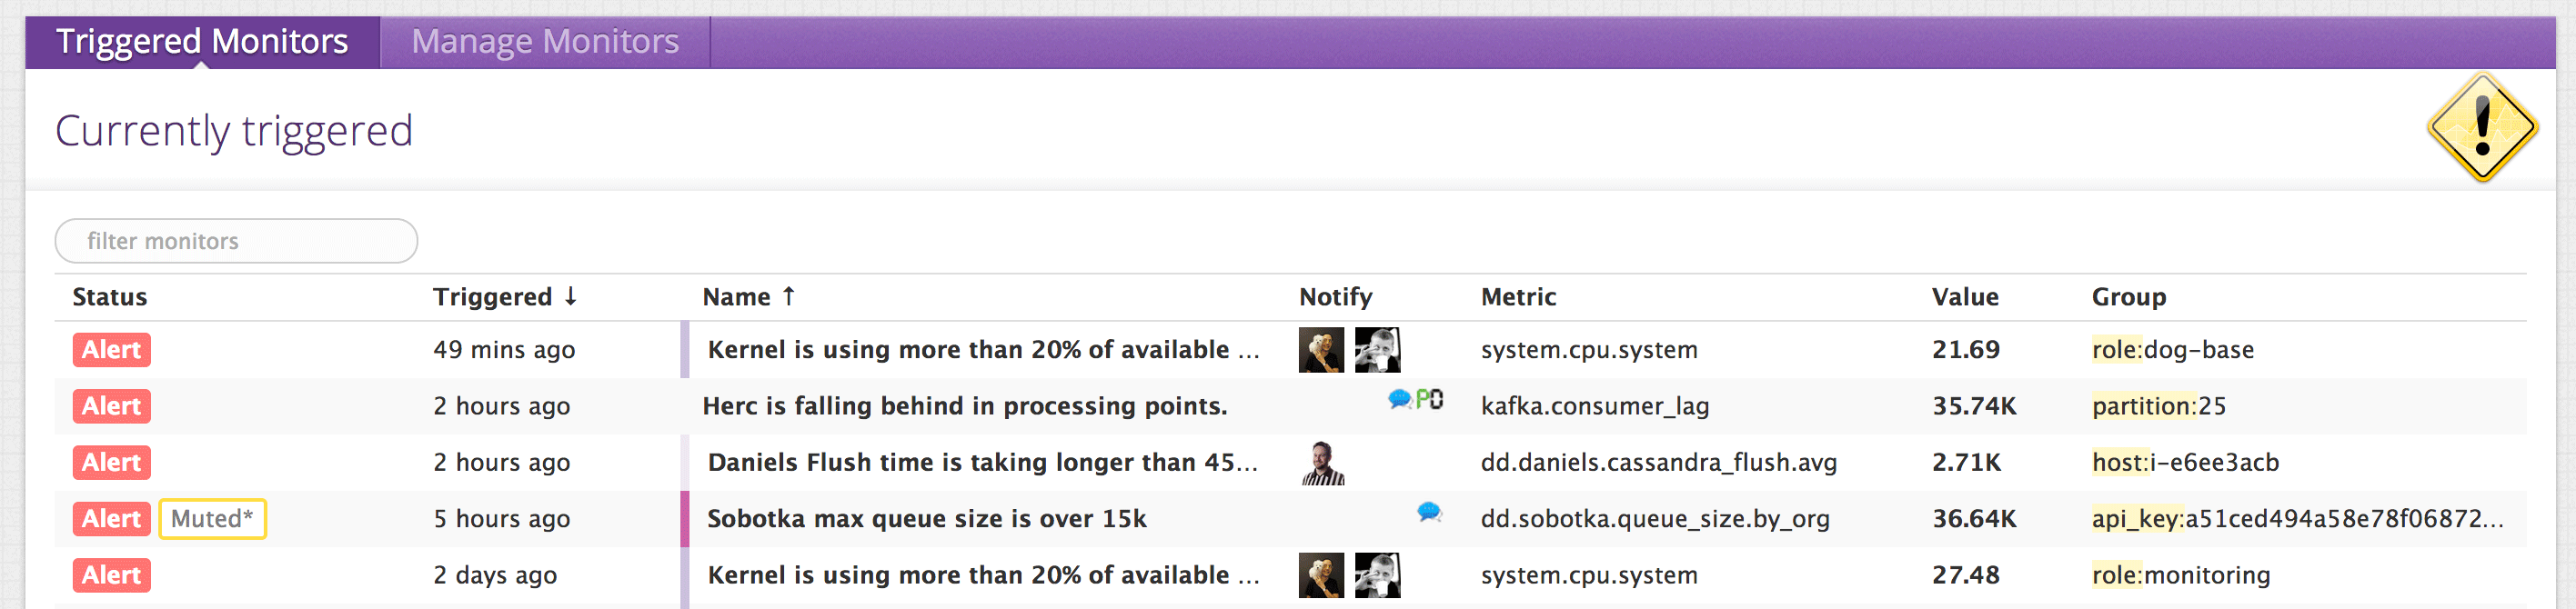 Triggered Monitors Manage Monitors
Currently triggered
filter monitors
Status Triggered ↓ Name ↑ Notify Metric Value Group
Alert 49 mins ago Kernel is using more than 20% of available ... system.cpu.system 21.69 role:dog-base
Alert 2 hours ago Herc is falling behind in processing points. PD kafka.consumer_lag 35.74K partition:25
Alert 2 hours ago Daniels Flush time is taking longer than 45... dd.daniels.cassandra_flush.avg 2.71K host:i-e6ee3acb
Alert Muted* 5 hours ago Sobotka max queue size is over 15k dd.sobotka.queue_size.by_org 36.64K api_key:a51ced494a58e78f06872...
Alert 2 days ago Kernel is using more than 20% of available ... system.cpu.system 27.48 role:monitoring